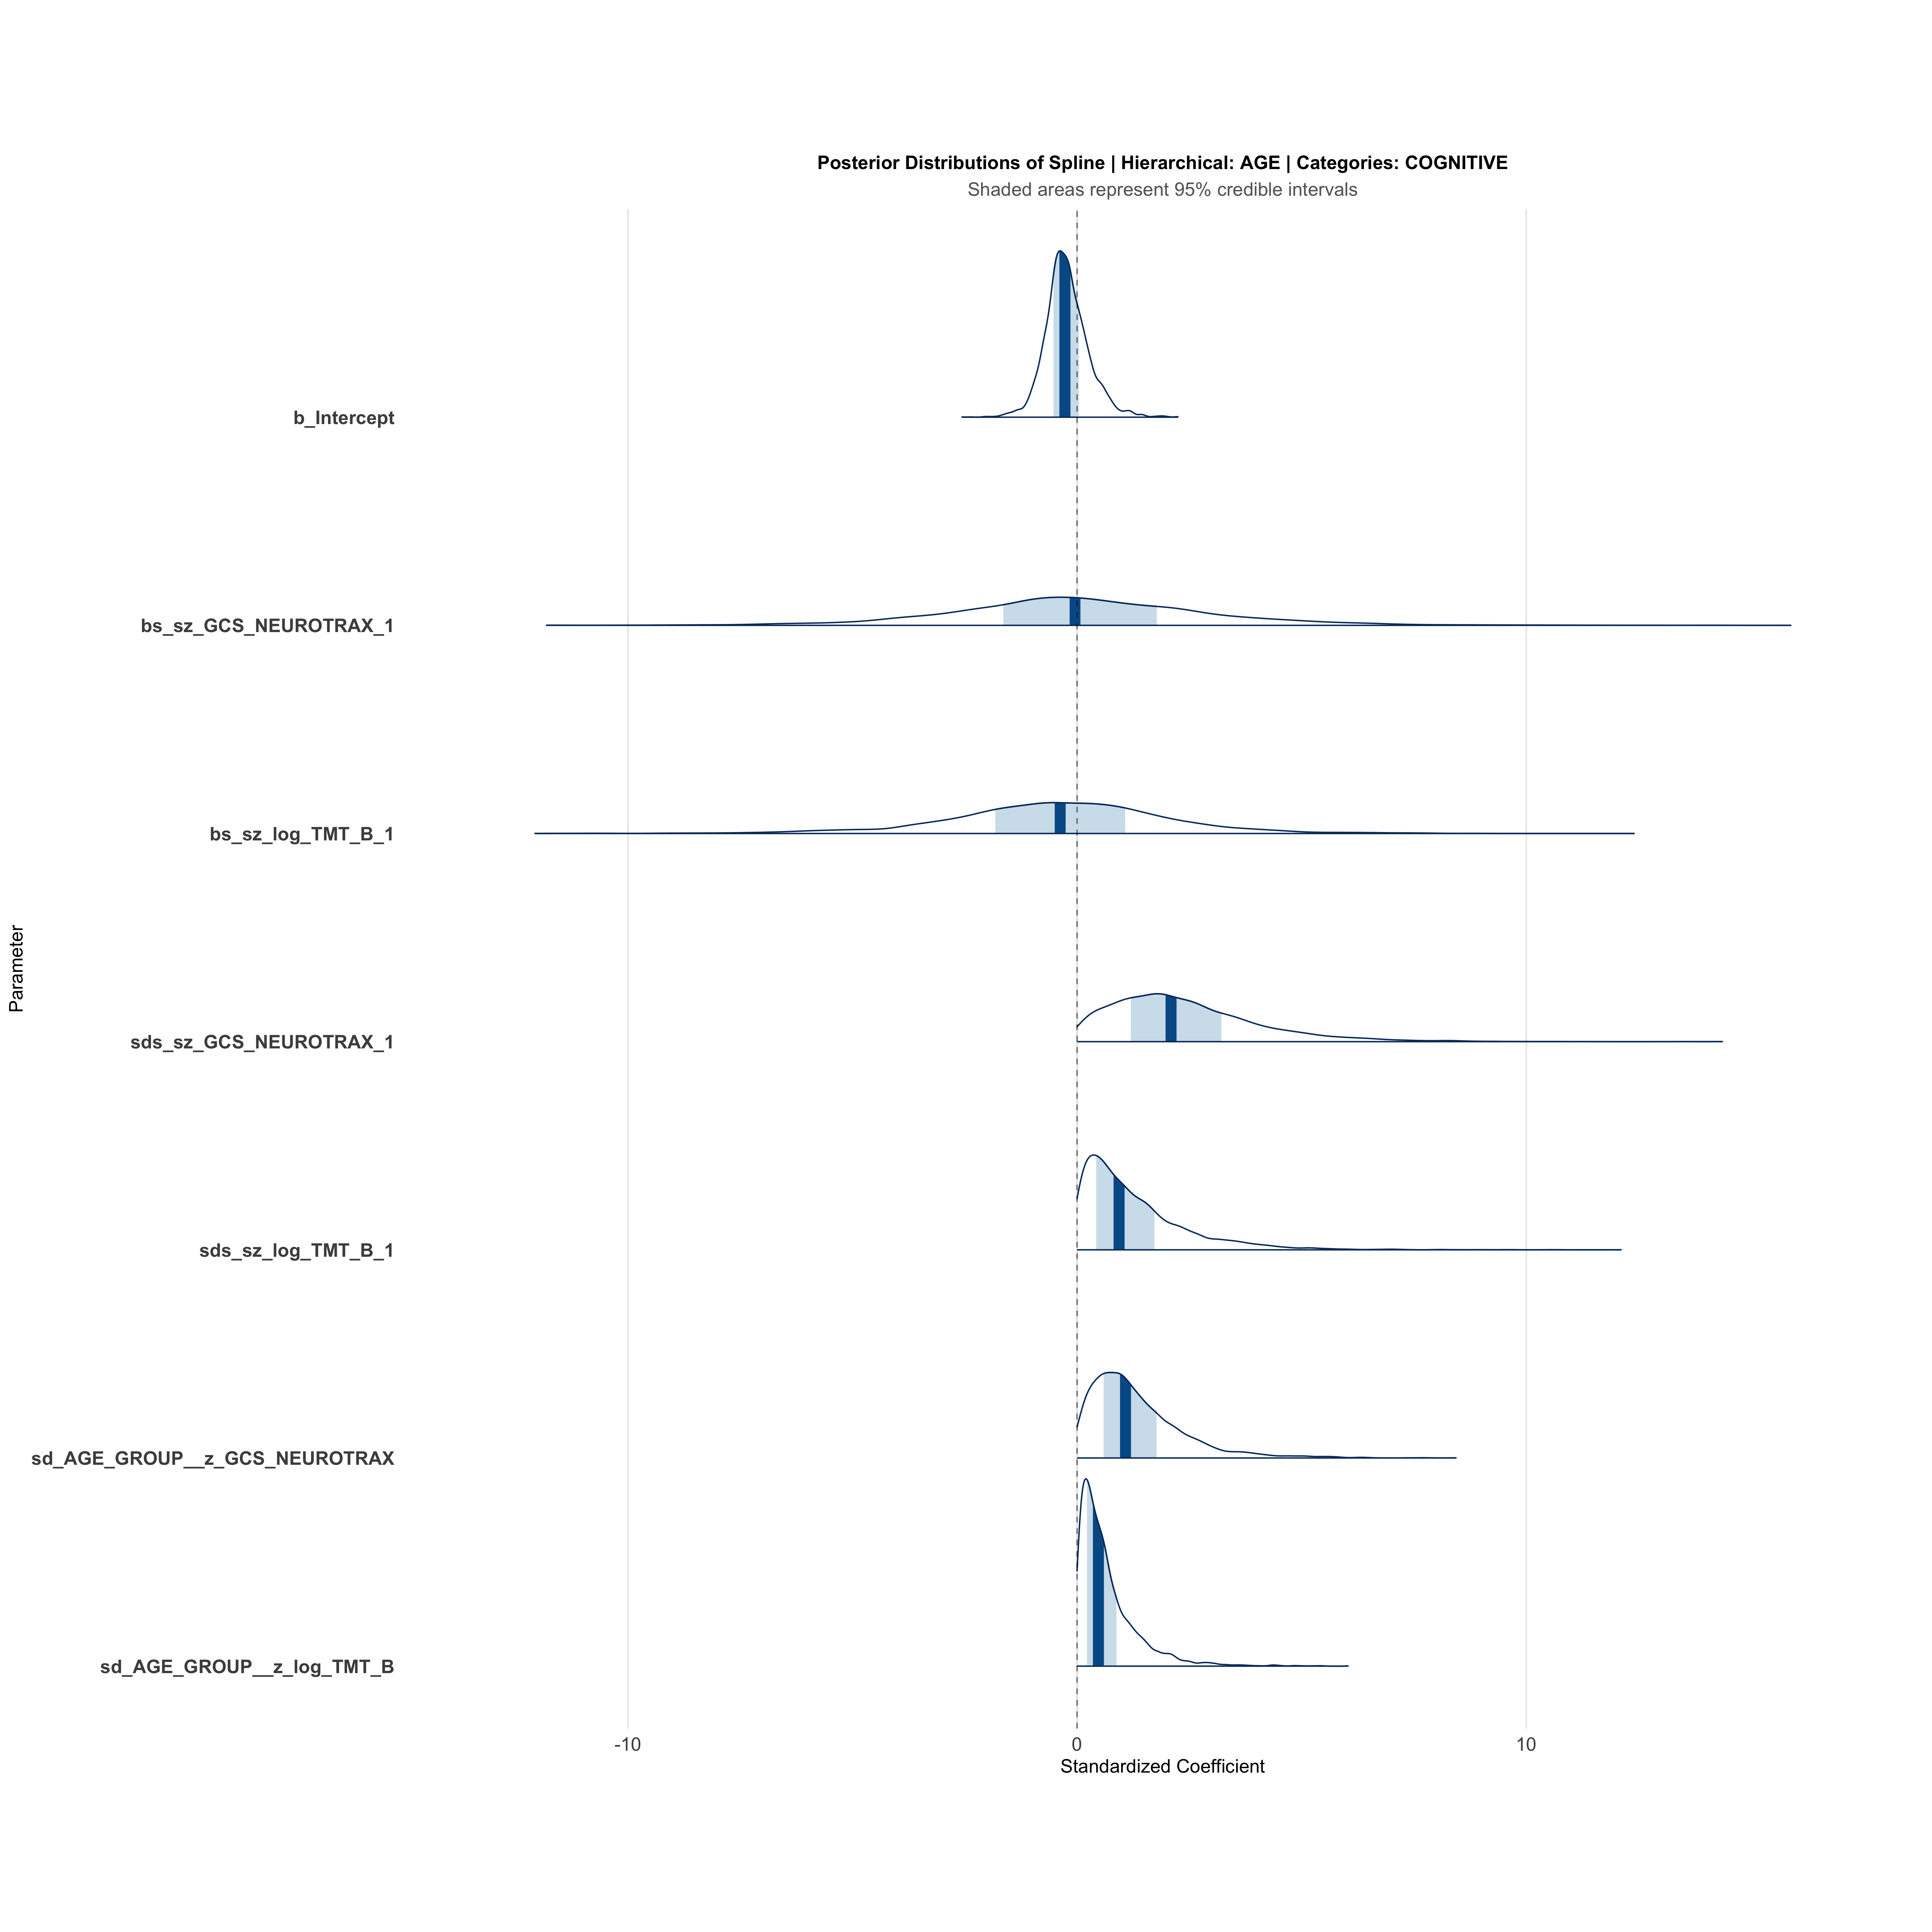 Posterior Distributions of Spline | Hierarchical: AGE | Categories: COGNITIVE
Shaded areas represent 95% credible intervals
b_Intercept
bs_sz_GCS_NEUROTRAX_1
bs_sz_log_TMT_B_1
Parameter
sds_sz_GCS_NEUROTRAX_1
sds_sz_log_TMT_B_1
sd_AGE_GROUP__z_GCS_NEUROTRAX
sd_AGE_GROUP__z_log_TMT_B
-10 0 10
Standardized Coefficient